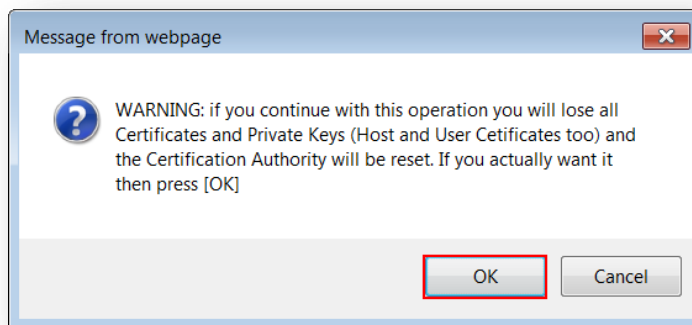 Message from webpage
WARNING: if you continue with this operation you will lose all
Certificates and Private Keys (Host and User Cetificates too) and
the Certification Authority will be reset. If you actually want it
then press [OK]
OK
Cancel